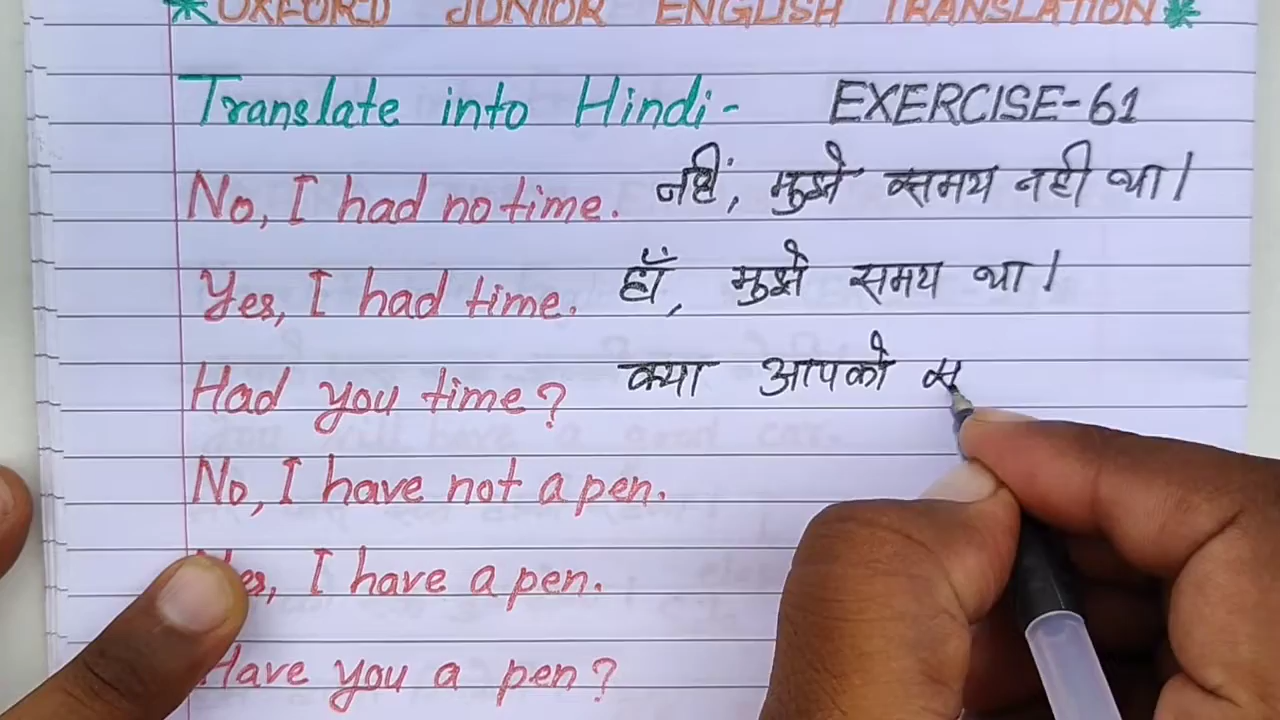 *OXFORD JUNIOR ENGLISH TRANSLATION*
Translate into Hindi- EXERCISE-61
No, I had no time. नहीं, मुझे समय नही था।
Yes, I had time. हाँ, मुझे समय था।
Had you time? क्या आपको स
No, I have not a pen.
Yes, I have a pen.
Have you a pen?